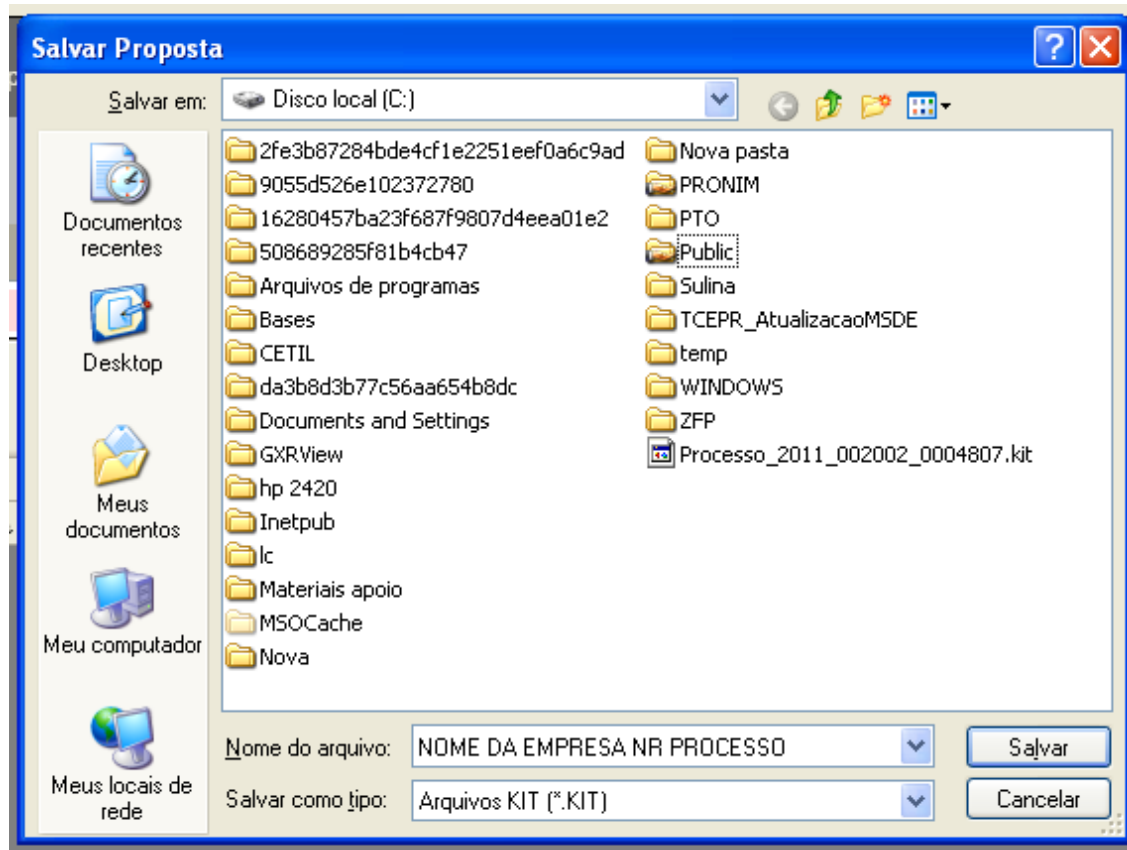 Salvar Proposta
Salvar em:
Disco local (C:)
Documentos
recentes
Desktop
Meus
documentos
Meu computador
Meus locais de
rede
2fe3b87284bde4cf1e2251eef0a6c9ad
9055d526e102372780
16280457ba23f687f9807d4eea01e2
508689285f81b4cb47
Arquivos de programas
Bases
CETIL
da3b8d3b77c56aa654b8dc
Documents and Settings
GXRView
hp 2420
Inetpub
lc
Materiais apoio
MSOCache
Nova
Nova pasta
PRONIM
PTO
Public
Sulina
TCEPR_AtualizacaoMSDE
temp
WINDOWS
ZFP
Processo_2011_002002_0004807.kit
Nome do arquivo:
NOME DA EMPRESA NR PROCESSO
Salvar
Salvar como tipo:
Arquivos KIT (*.KIT)
Cancelar